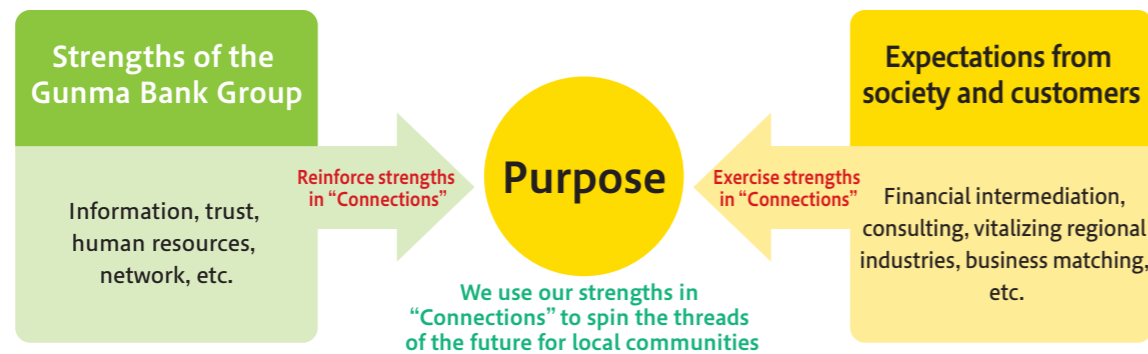 Strengths of the
Gunma Bank Group
Information, trust,
human resources,
network, etc.
Reinforce strengths
in “Connections”
Purpose
We use our strengths in
“Connections” to spin the threads
of the future for local communities
Exercise strengths
in “Connections”
Expectations from
society and customers
Financial intermediation,
consulting, vitalizing regional
industries, business matching,
etc.